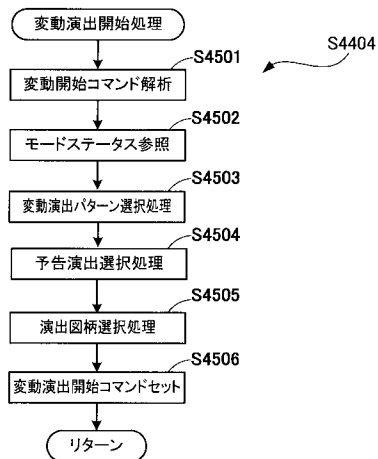 変動演出開始処理
S4404
S4501
変動開始コマンド解析
S4502
モードステータス参照
S4503
変動演出パターン選択処理
S4504
予告演出選択処理
S4505
演出図柄選択処理
S4506
変動演出開始コマンドセット
リターン